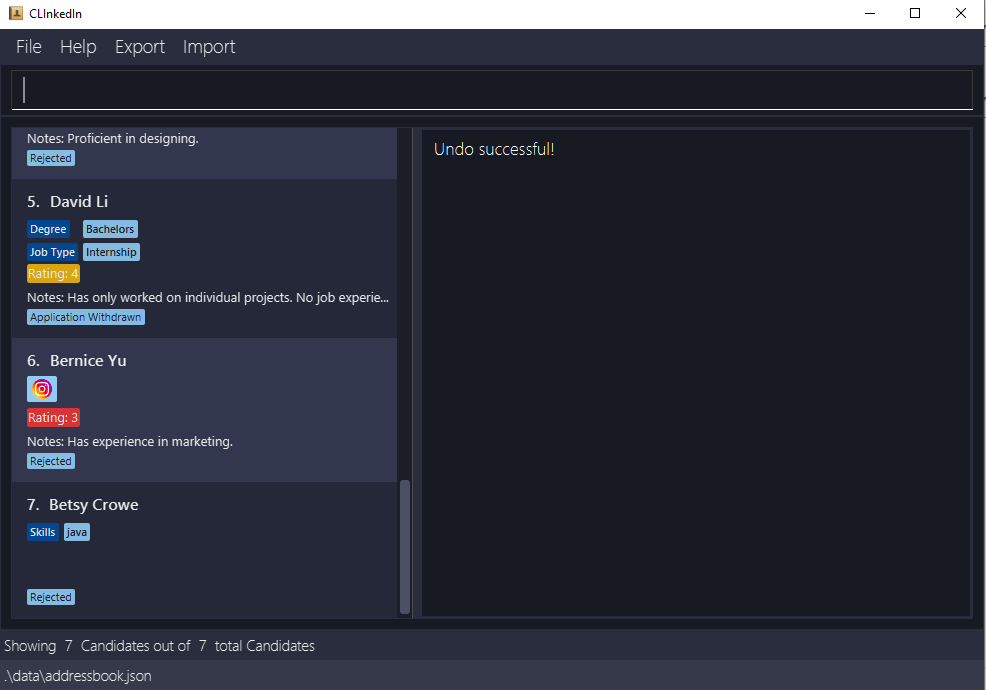 CLInkedIn
File Help Export Import
Notes: Proficient in designing.
Rejected
5. David Li
Degree Bachelors
Job Type Internship
Rating: 4
Notes: Has only worked on individual projects. No job experie...
Application Withdrawn
6. Bernice Yu
Rating: 3
Notes: Has experience in marketing.
Rejected
7. Betsy Crowe
Skills java
Rejected
Undo successful!
Showing 7 Candidates out of 7 total Candidates
.\data\addressbook.json